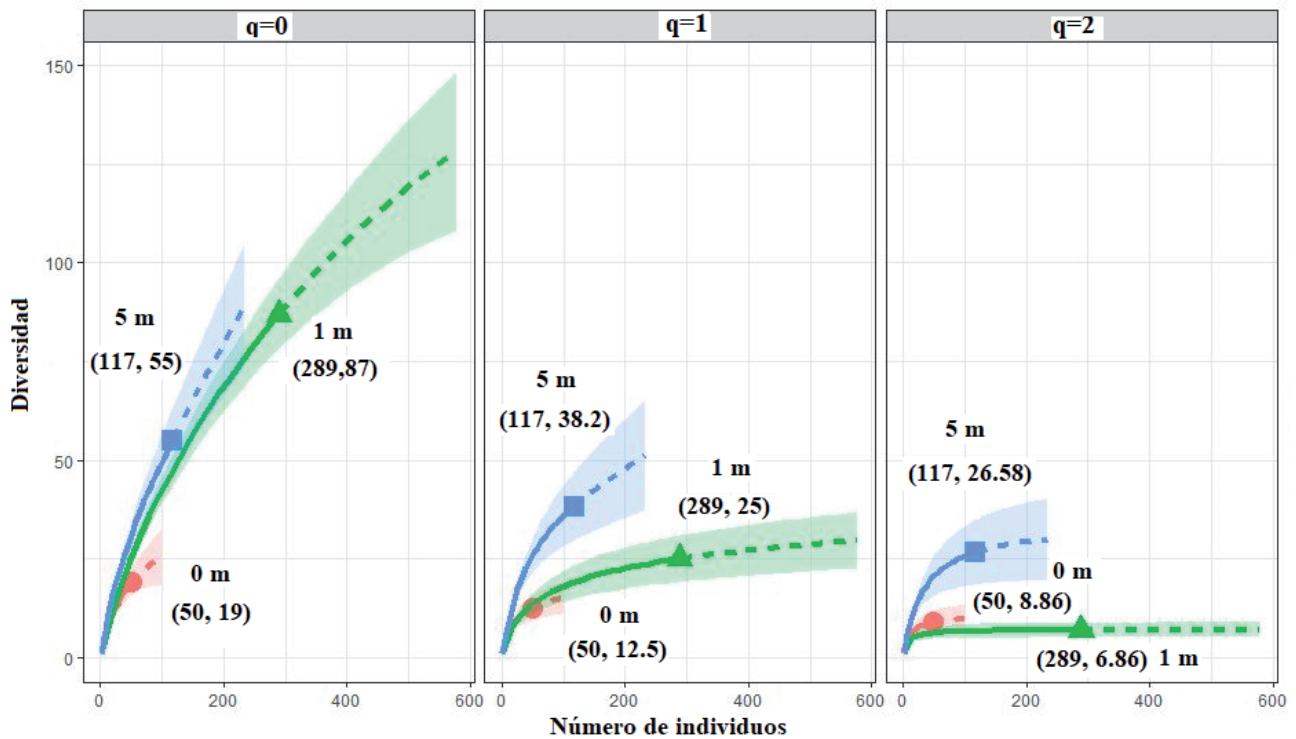 q=0
q=1
q=2
Diversidad
150
100
50
0
5 m
(117, 55)
1 m
(289,87)
0 m
(50, 19)
5 m
(117, 38.2)
1 m
(289, 25)
0 m
(50, 12.5)
5 m
(117, 26.58)
0 m
(50, 8.86)
(289, 6.86) 1 m
0 200 400 600
0 200 400 600
0 200 400 600
Número de individuos